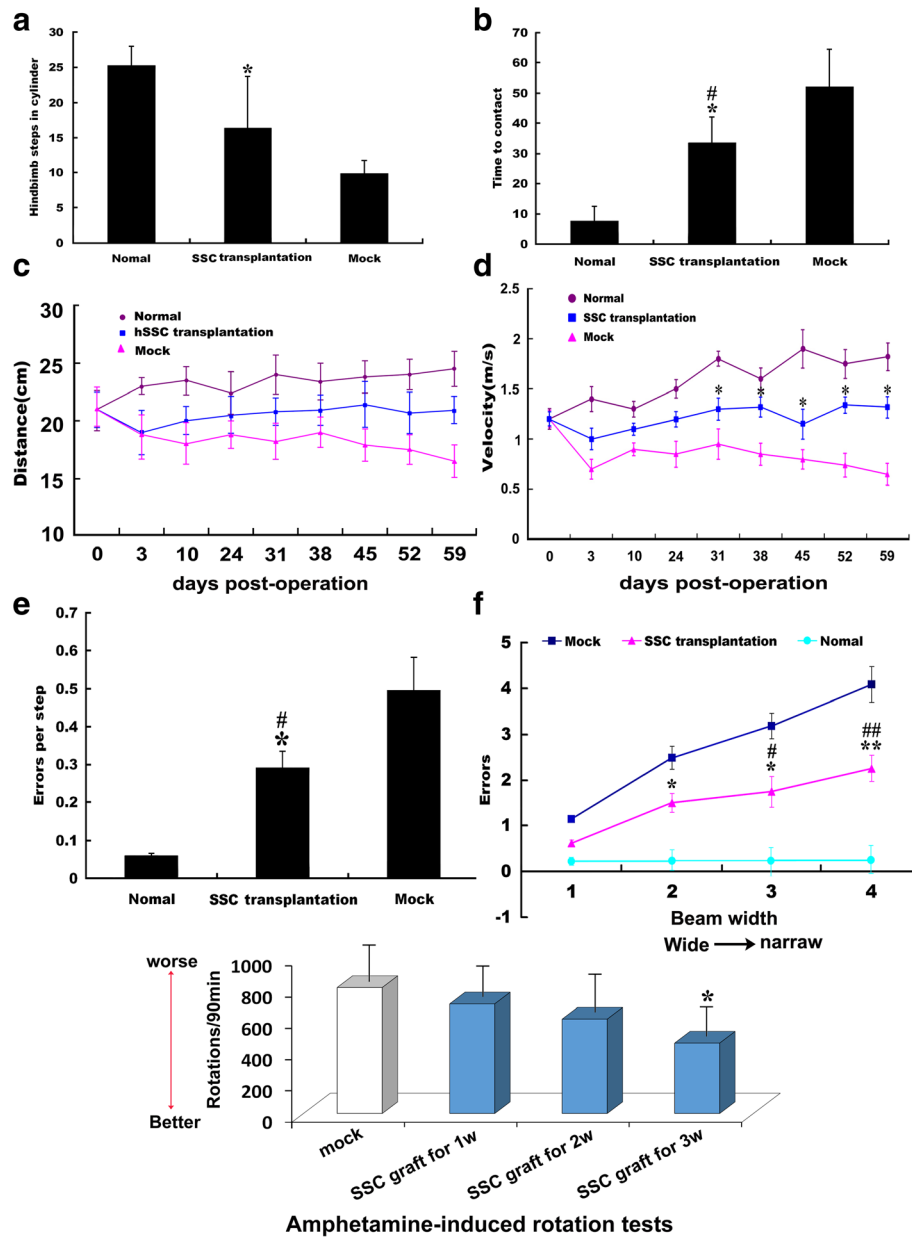 a
Hindbimb steps in cylinder
30
25
20
15
10
5
0
*
Nomal SSC transplantation Mock
b
Time to contact
70
60
50
40
30
20
10
0
#
*
Nomal SSC transplantation Mock
c
Distance(cm)
30
25
20
15
10
Normal
hSSC transplantation
Mock
0 3 10 24 31 38 45 52 59
days post-operation
d
Velocity(m/s)
2.5
2
1.5
1
0.5
0
Normal
SSC transplantation
Mock
* * * * *
0 3 10 24 31 38 45 52 59
days post-operation
e
Errors per step
0.7
0.6
0.5
0.4
0.3
0.2
0.1
0
#
*
Nomal SSC transplantation Mock
f
Errors
5
4
3
2
1
0
-1
Mock SSC transplantation Nomal
*
#
*
##
**
1 2 3 4
Beam width
Wide → narraw
worse
Better
Rotations/90min
1000
800
600
400
200
0
*
mock SSC graft for 1w SSC graft for 2w SSC graft for 3w
Amphetamine-induced rotation tests